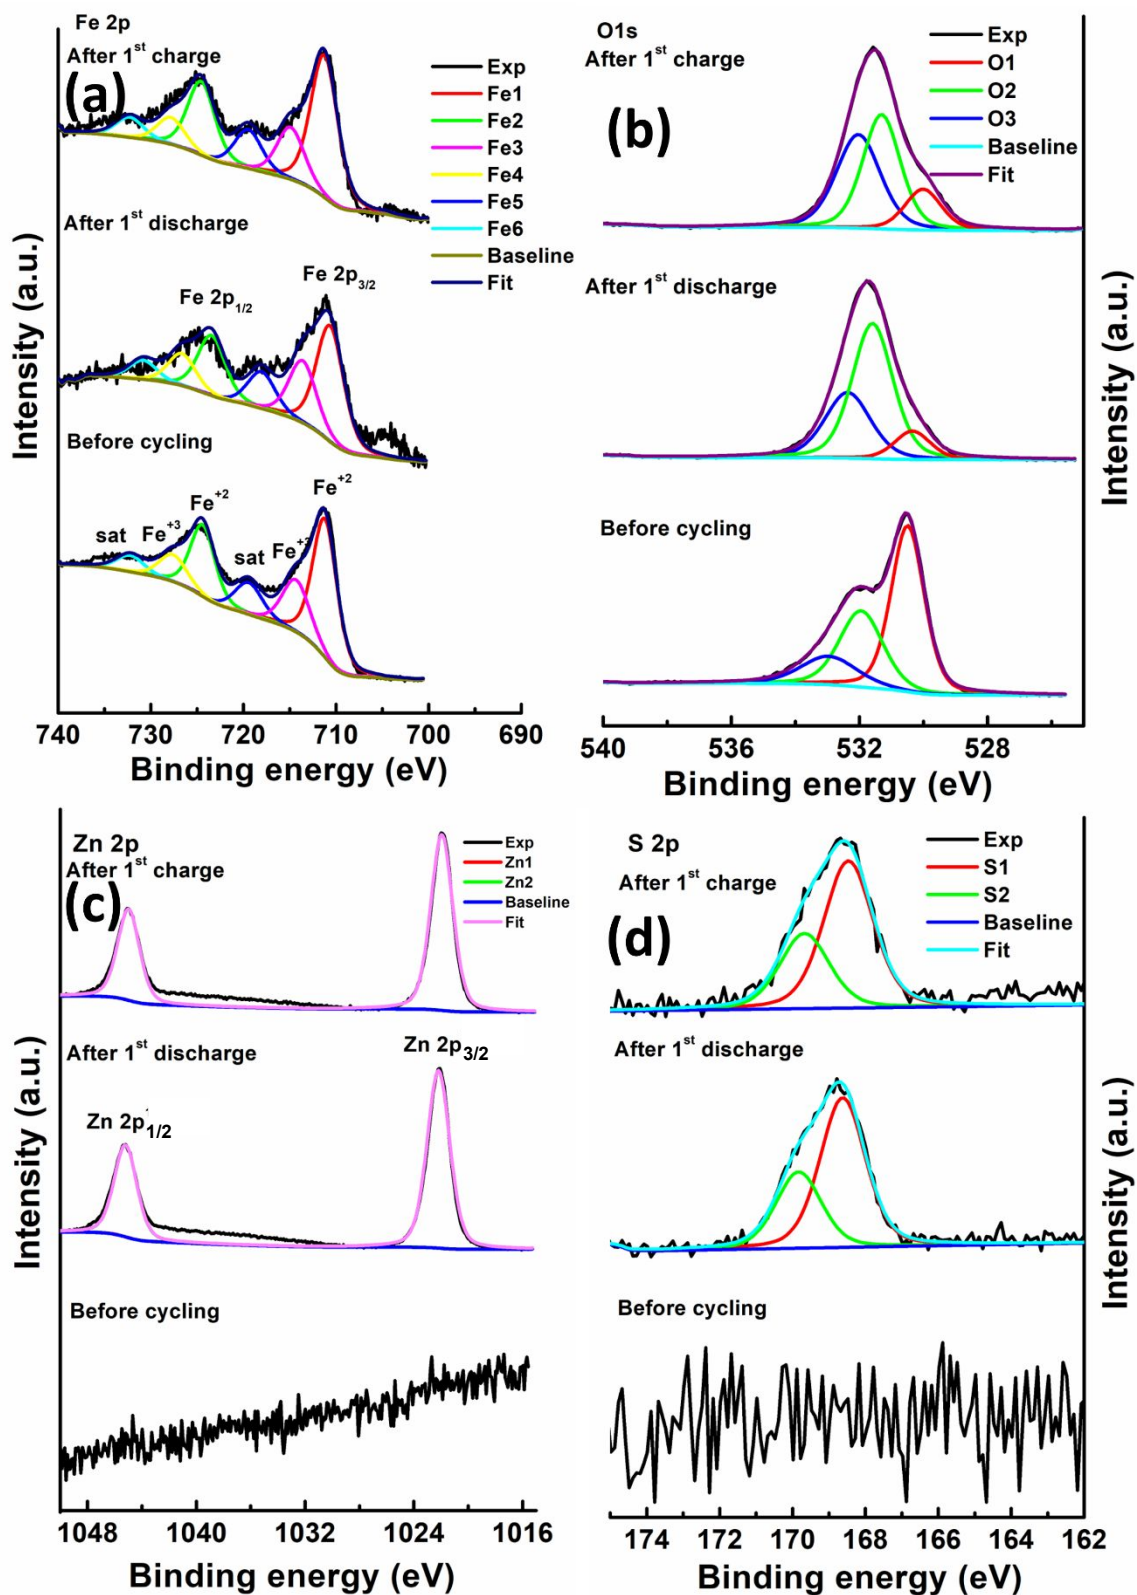 Fe 2p
After 1st charge
(a)
Exp
Fe1
Fe2
Fe3
Fe4
Fe5
Fe6
Baseline
Fit
After 1st discharge
Fe 2p1/2
Fe 2p3/2
Before cycling
sat
Fe+3
Fe+2
sat
Fe+3
Fe+2
Intensity (a.u.)
740 730 720 710 700 690
Binding energy (eV)
O1s
After 1st charge
(b)
Exp
O1
O2
O3
Baseline
Fit
After 1st discharge
Before cycling
Intensity (a.u.)
540 536 532 528
Binding energy (eV)
Zn 2p
After 1st charge
(c)
Exp
Zn1
Zn2
Baseline
Fit
After 1st discharge
Zn 2p3/2
Zn 2p1/2
Before cycling
Intensity (a.u.)
1048 1040 1032 1024 1016
Binding energy (eV)
S 2p
After 1st charge
(d)
Exp
S1
S2
Baseline
Fit
After 1st discharge
Before cycling
Intensity (a.u.)
174 172 170 168 166 164 162
Binding energy (eV)